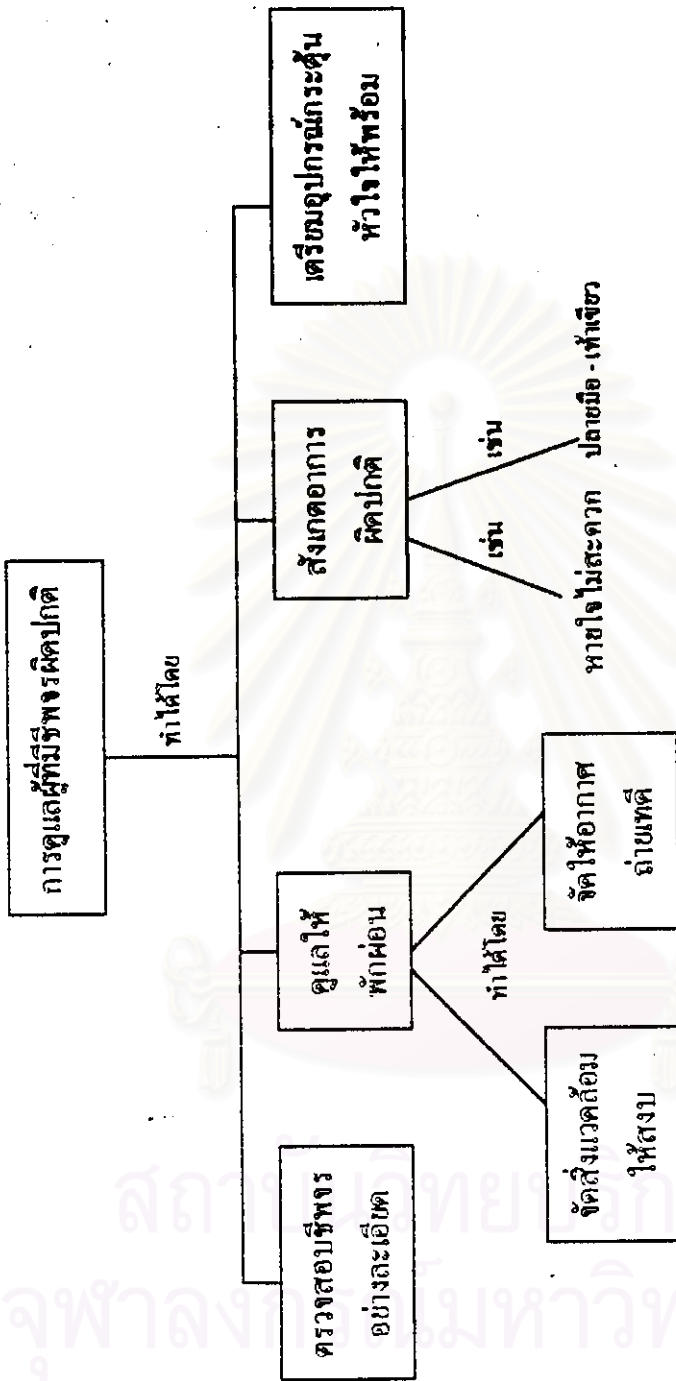 การดูแลผู้ที่มีชีพจรผิดปกติ
ทำได้โดย
ตรวจสอบชีพจร
อย่างละเอียด
ดูแลให้
พักผ่อน
สังเกตอาการ
ผิดปกติ
เตรียมอุปกรณ์กระตุ้น
หัวใจให้พร้อม
ทำได้โดย
เช่น
เช่น
จัดสิ่งแวดล้อม
ให้สงบ
จัดให้อากาศ
ถ่ายเทดี
หายใจไม่สะดวก
ปลายมือ - เท้าเขียว